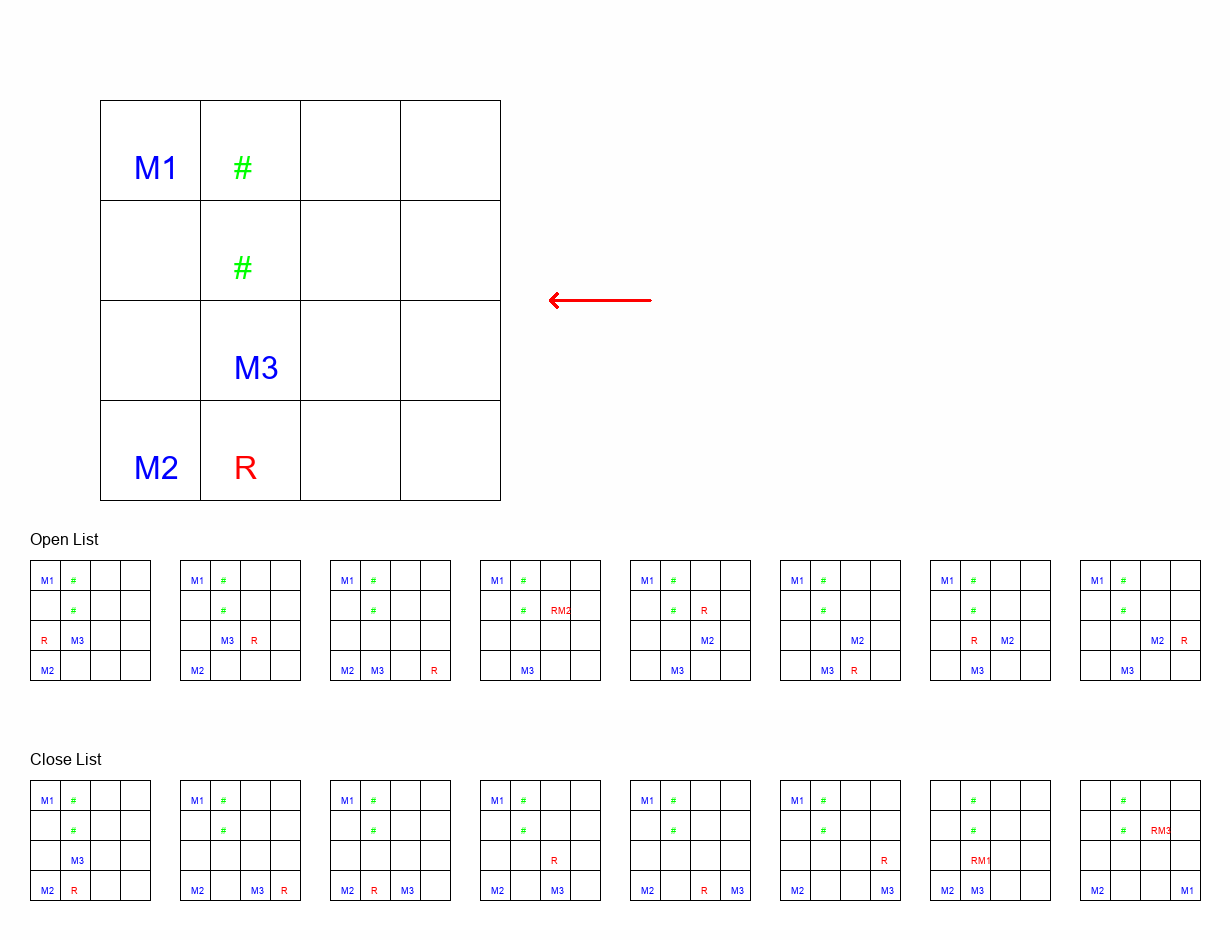 M1 #
#
M3
M2 R
Open List
M1 # M1 # M1 # M1 # M1 # M1 # M1 # M1 #
# # # # RM2 # R # # #
R M3 M3 R M2 M2 R M2 M2 R
M2 M2 M2 M3 R M3 M3 M3 R M3 M3
Close List
M1 # M1 # M1 # M1 # M1 # M1 # # #
# # # # # # # # RM3
M3 R R RM1
M2 R M2 M3 R M2 R M3 M2 M3 M2 R M3 M2 M3 M2 M3 M2 M1